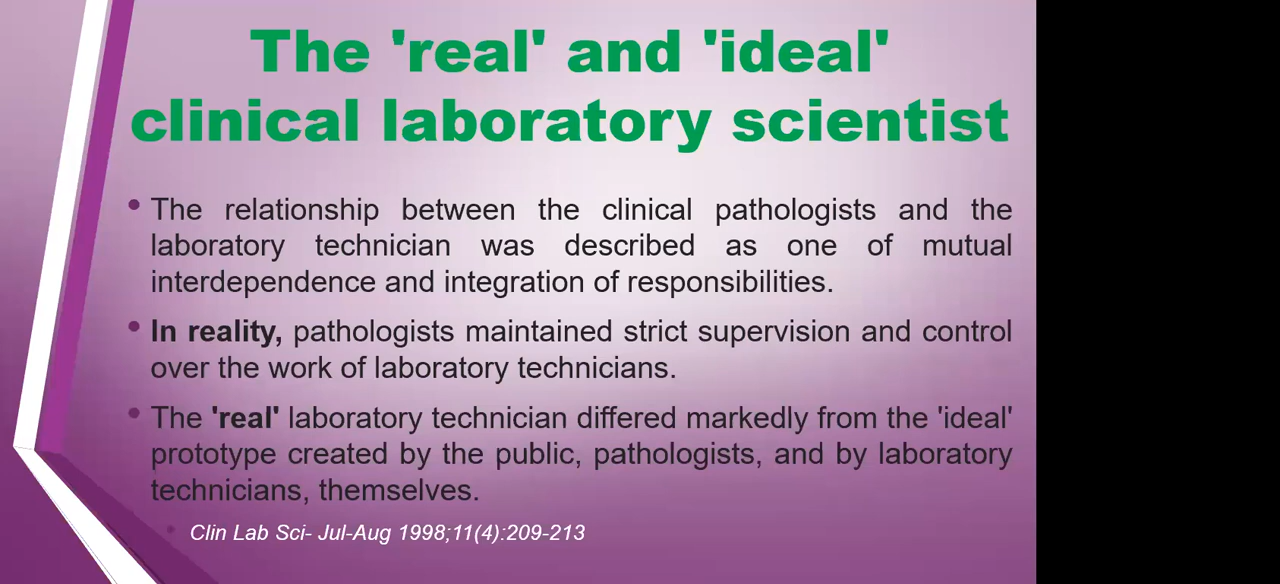 The 'real' and 'ideal'
clinical laboratory scientist
• The relationship between the clinical pathologists and the
laboratory technician was described as one of mutual
interdependence and integration of responsibilities.
• In reality, pathologists maintained strict supervision and control
over the work of laboratory technicians.
• The 'real' laboratory technician differed markedly from the 'ideal'
prototype created by the public, pathologists, and by laboratory
technicians, themselves.
• Clin Lab Sci- Jul-Aug 1998;11(4):209-213